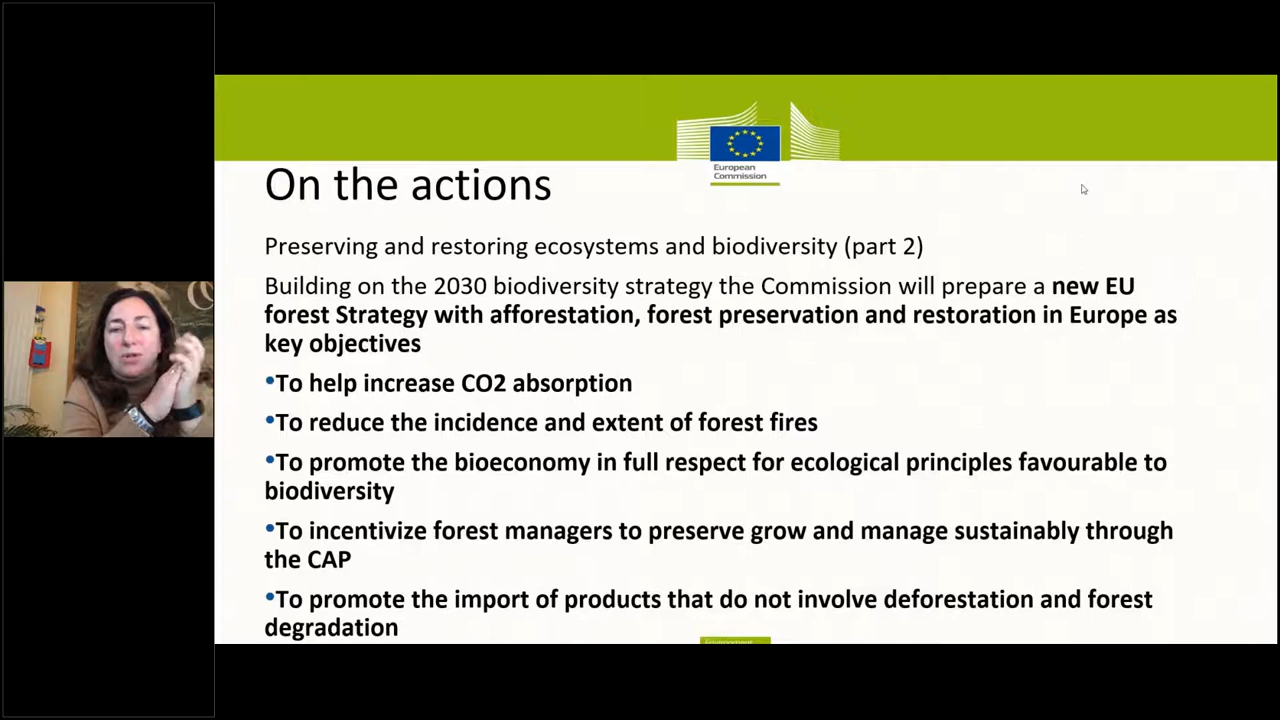 European
Commission
On the actions
Preserving and restoring ecosystems and biodiversity (part 2)
Building on the 2030 biodiversity strategy the Commission will prepare a new EU
forest Strategy with afforestation, forest preservation and restoration in Europe as
key objectives
•To help increase CO2 absorption
•To reduce the incidence and extent of forest fires
•To promote the bioeconomy in full respect for ecological principles favourable to
biodiversity
•To incentivize forest managers to preserve grow and manage sustainably through
the CAP
•To promote the import of products that do not involve deforestation and forest
degradation
Environment